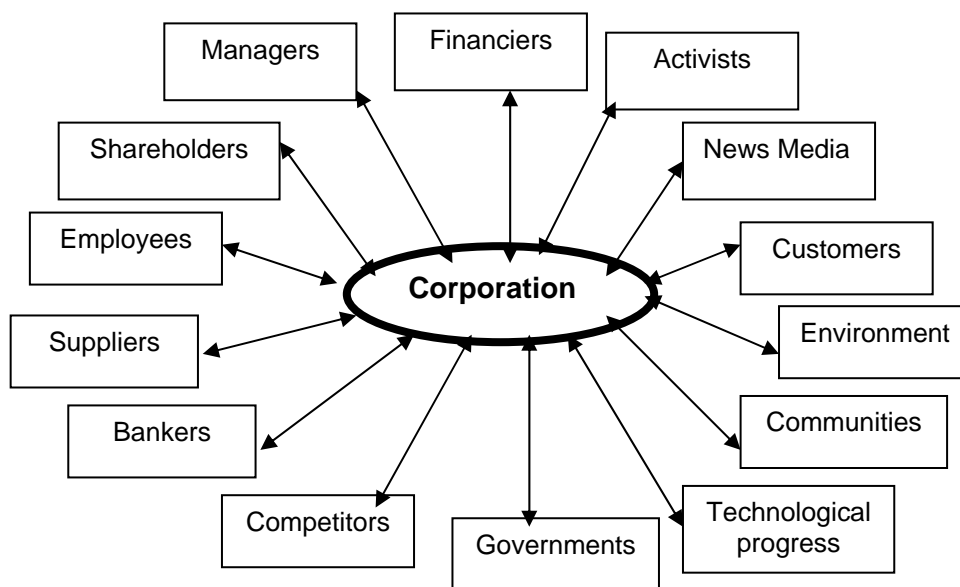 Financiers
Managers
Activists
Shareholders
News Media
Employees
Customers
Corporation
Suppliers
Environment
Bankers
Communities
Competitors
Governments
Technological
progress